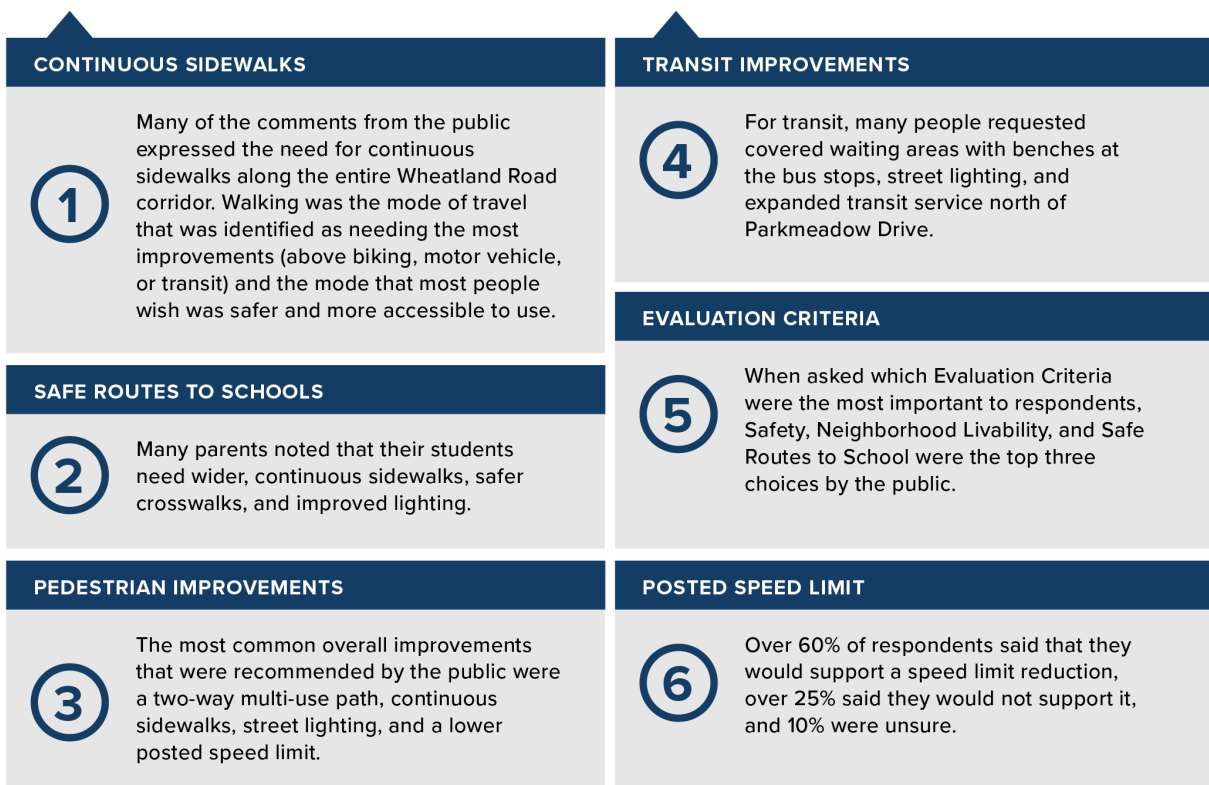 CONTINUOUS SIDEWALKS
1
Many of the comments from the public
expressed the need for continuous
sidewalks along the entire Wheatland Road
corridor. Walking was the mode of travel
that was identified as needing the most
improvements (above biking, motor vehicle,
or transit) and the mode that most people
wish was safer and more accessible to use.
SAFE ROUTES TO SCHOOLS
2
Many parents noted that their students
need wider, continuous sidewalks, safer
crosswalks, and improved lighting.
PEDESTRIAN IMPROVEMENTS
3
The most common overall improvements
that were recommended by the public were
a two-way multi-use path, continuous
sidewalks, street lighting, and a lower
posted speed limit.
TRANSIT IMPROVEMENTS
4
For transit, many people requested
covered waiting areas with benches at
the bus stops, street lighting, and
expanded transit service north of
Parkmeadow Drive.
EVALUATION CRITERIA
5
When asked which Evaluation Criteria
were the most important to respondents,
Safety, Neighborhood Livability, and Safe
Routes to School were the top three
choices by the public.
POSTED SPEED LIMIT
6
Over 60% of respondents said that they
would support a speed limit reduction,
over 25% said they would not support it,
and 10% were unsure.